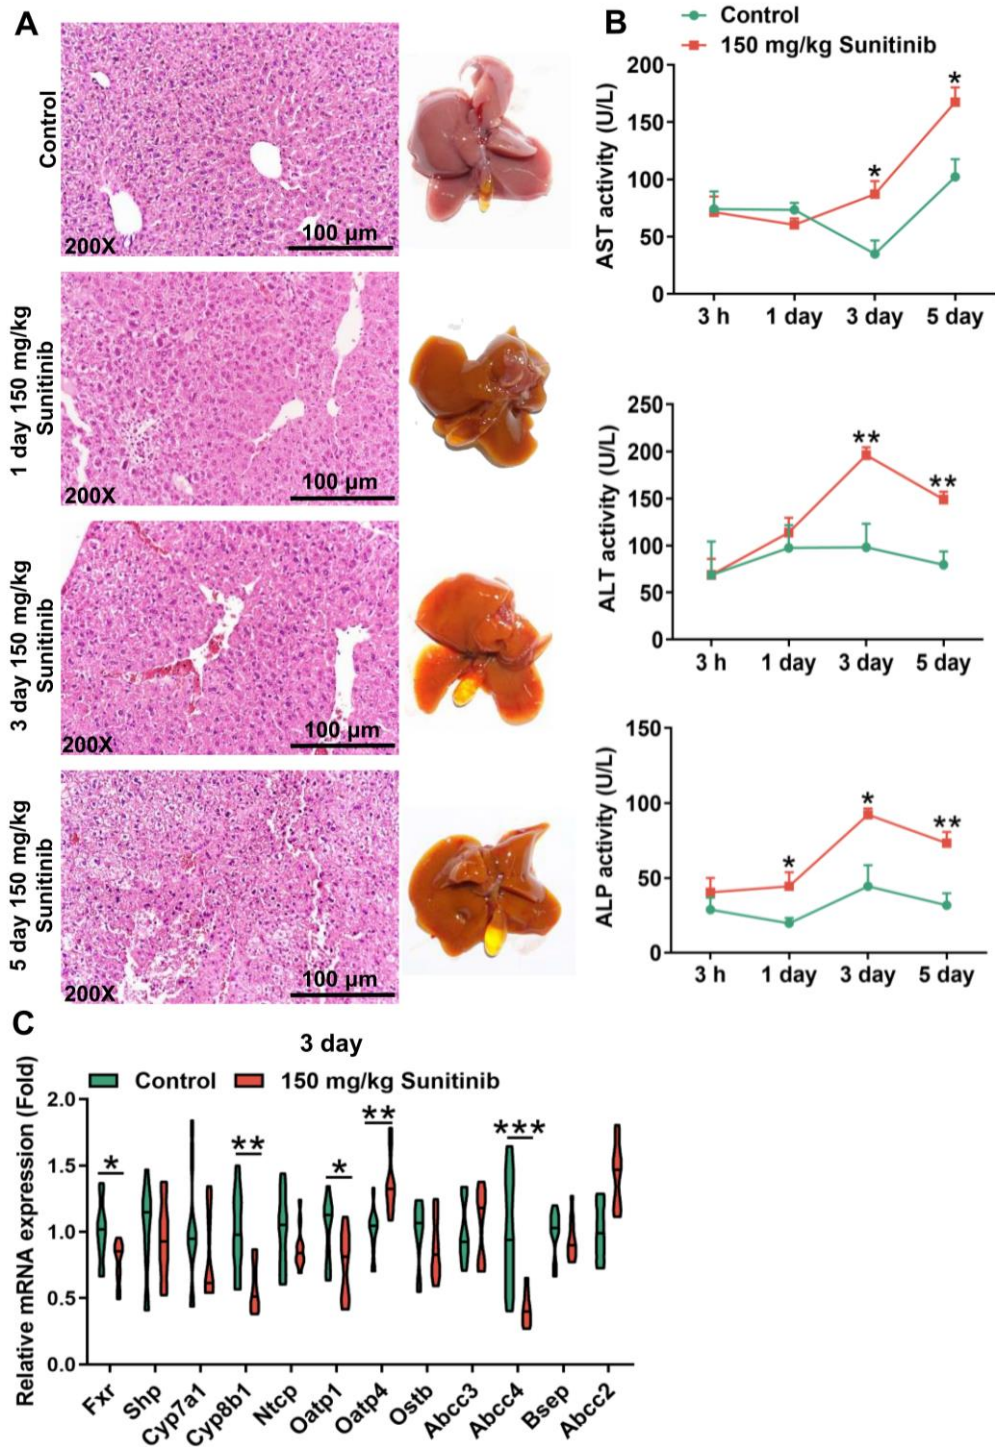 A
Control
200X
100 µm
1 day 150 mg/kg
Sunitinib
200X
100 µm
3 day 150 mg/kg
Sunitinib
200X
100 µm
5 day 150 mg/kg
Sunitinib
200X
100 µm
B
Control
150 mg/kg Sunitinib
AST activity (U/L)
200
150
100
50
0
*
*
3 h 1 day 3 day 5 day
ALT activity (U/L)
250
200
150
100
50
0
**
**
3 h 1 day 3 day 5 day
ALP activity (U/L)
150
100
50
0
*
*
**
3 h 1 day 3 day 5 day
C
3 day
Control 150 mg/kg Sunitinib
Relative mRNA expression (Fold)
2.0
1.5
1.0
0.5
0.0
* ** * ** ***
Fxr Shp Cyp7a1 Cyp8b1 Ntcp Oatp1 Oatp4 Ostb Abcc3 Abcc4 Bsep Abcc2